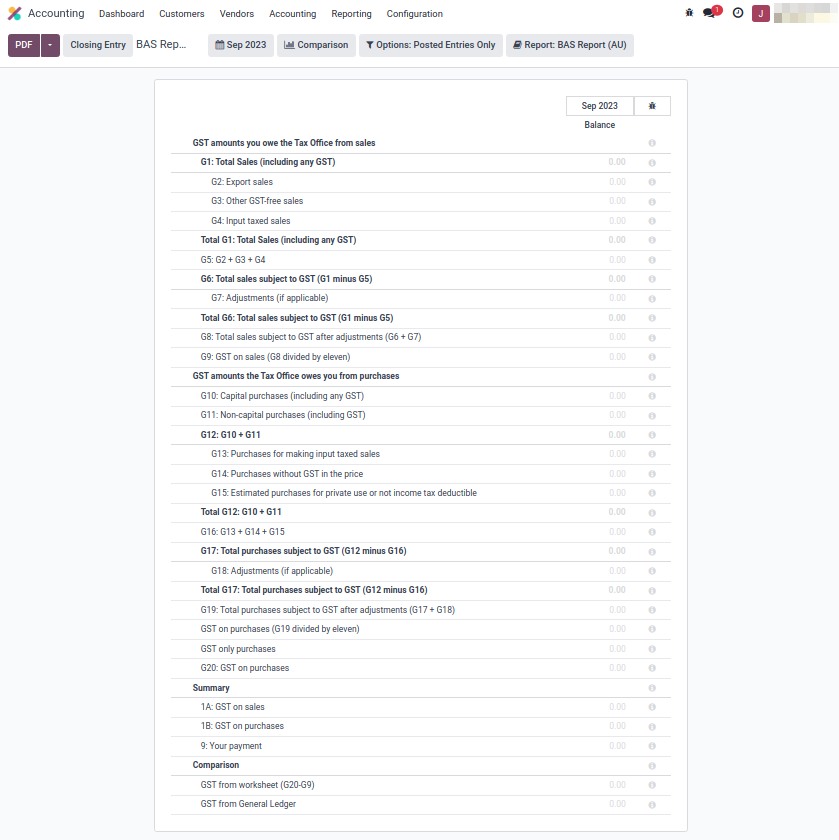 Accounting Dashboard Customers Vendors Accounting Reporting Configuration 1 J
PDF Closing Entry BAS Rep... Sep 2023 Comparison Options: Posted Entries Only Report: BAS Report (AU)
Sep 2023
Balance
GST amounts you owe the Tax Office from sales
G1: Total Sales (including any GST) 0.00
G2: Export sales 0.00
G3: Other GST-free sales 0.00
G4: Input taxed sales 0.00
Total G1: Total Sales (including any GST) 0.00
G5: G2 + G3 + G4 0.00
G6: Total sales subject to GST (G1 minus G5) 0.00
G7: Adjustments (if applicable) 0.00
Total G6: Total sales subject to GST (G1 minus G5) 0.00
G8: Total sales subject to GST after adjustments (G6 + G7) 0.00
G9: GST on sales (G8 divided by eleven) 0.00
GST amounts the Tax Office owes you from purchases
G10: Capital purchases (including any GST) 0.00
G11: Non-capital purchases (including GST) 0.00
G12: G10 + G11 0.00
G13: Purchases for making input taxed sales 0.00
G14: Purchases without GST in the price 0.00
G15: Estimated purchases for private use or not income tax deductible 0.00
Total G12: G10 + G11 0.00
G16: G13 + G14 + G15 0.00
G17: Total purchases subject to GST (G12 minus G16) 0.00
G18: Adjustments (if applicable) 0.00
Total G17: Total purchases subject to GST (G12 minus G16) 0.00
G19: Total purchases subject to GST after adjustments (G17 + G18) 0.00
GST on purchases (G19 divided by eleven) 0.00
GST only purchases 0.00
G20: GST on purchases 0.00
Summary
1A: GST on sales 0.00
1B: GST on purchases 0.00
9: Your payment 0.00
Comparison
GST from worksheet (G20-G9) 0.00
GST from General Ledger 0.00